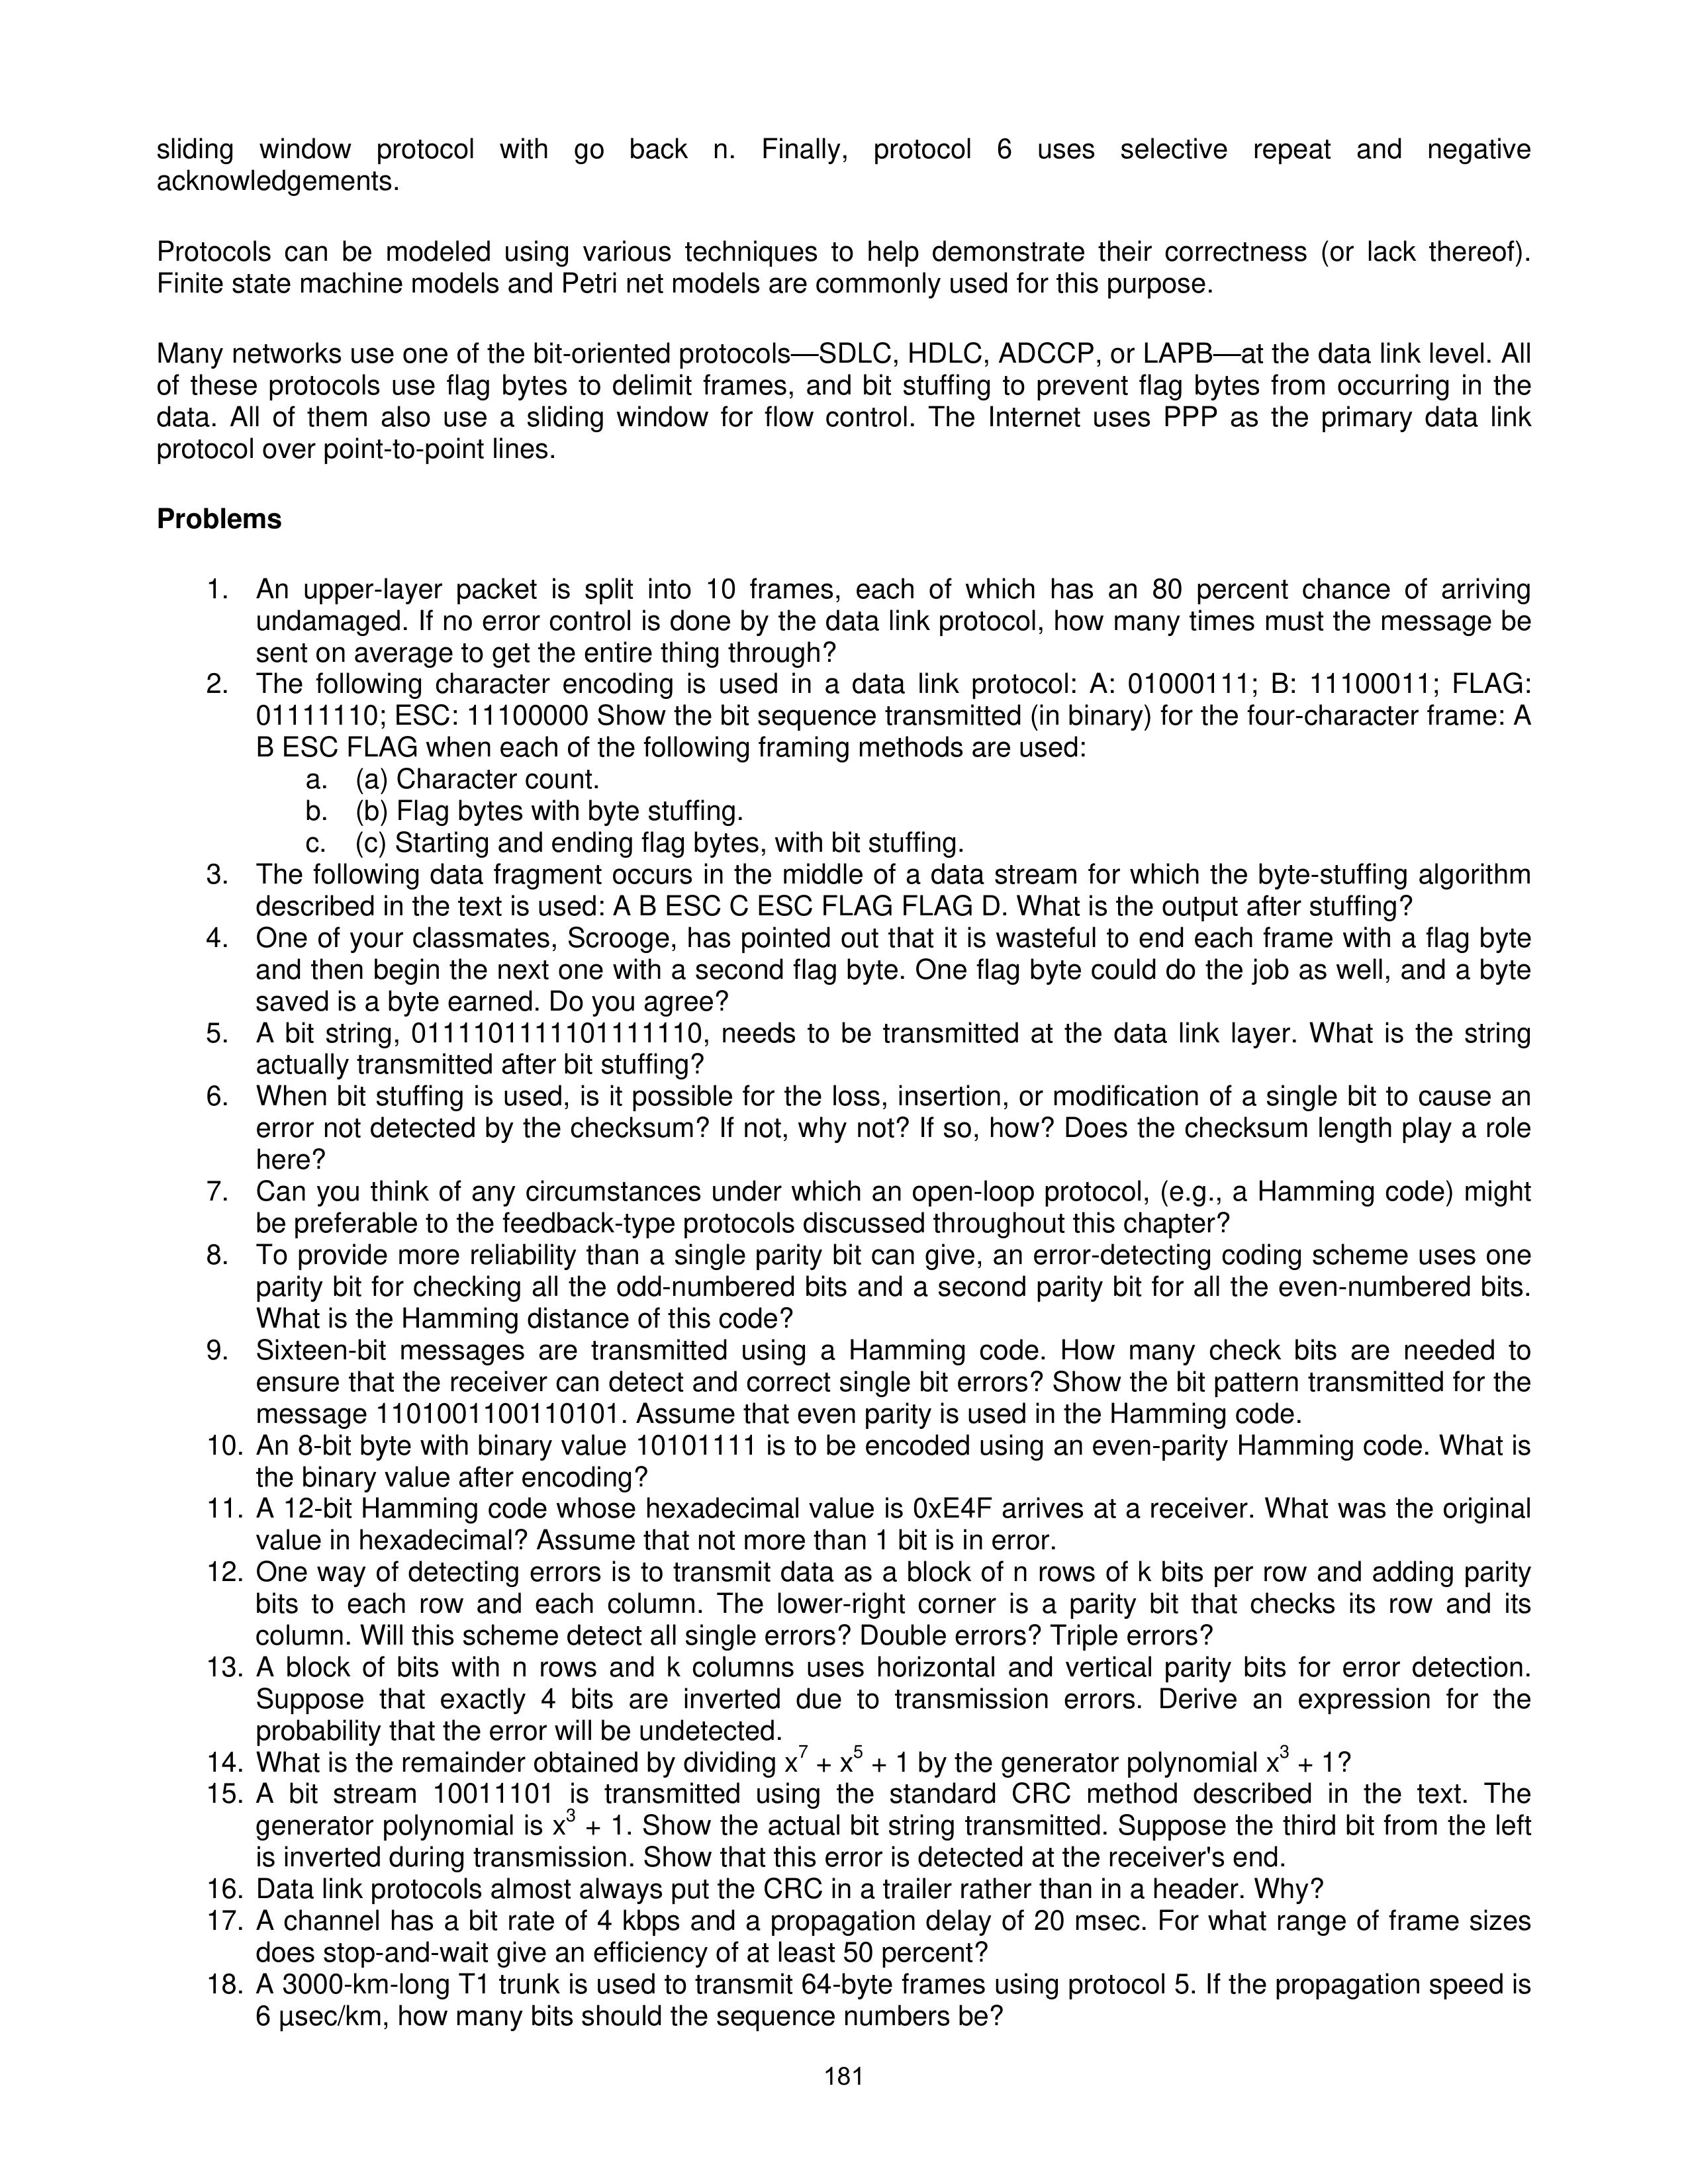 sliding window protocol with go back n. Finally, protocol 6 uses selective repeat and negative
acknowledgements.
Protocols can be modeled using various techniques to help demonstrate their correctness (or lack thereof).
Finite state machine models and Petri net models are commonly used for this purpose.
Many networks use one of the bit-oriented protocols—SDLC, HDLC, ADCCP, or LAPB—at the data link level. All
of these protocols use flag bytes to delimit frames, and bit stuffing to prevent flag bytes from occurring in the
data. All of them also use a sliding window for flow control. The Internet uses PPP as the primary data link
protocol over point-to-point lines.
Problems
1. An upper-layer packet is split into 10 frames, each of which has an 80 percent chance of arriving
undamaged. If no error control is done by the data link protocol, how many times must the message be
sent on average to get the entire thing through?
2. The following character encoding is used in a data link protocol: A: 01000111; B: 11100011; FLAG:
01111110; ESC: 11100000 Show the bit sequence transmitted (in binary) for the four-character frame: A
B ESC FLAG when each of the following framing methods are used:
a. (a) Character count.
b. (b) Flag bytes with byte stuffing.
c. (c) Starting and ending flag bytes, with bit stuffing.
3. The following data fragment occurs in the middle of a data stream for which the byte-stuffing algorithm
described in the text is used: A B ESC C ESC FLAG FLAG D. What is the output after stuffing?
4. One of your classmates, Scrooge, has pointed out that it is wasteful to end each frame with a flag byte
and then begin the next one with a second flag byte. One flag byte could do the job as well, and a byte
saved is a byte earned. Do you agree?
5. A bit string, 0111101111101111110, needs to be transmitted at the data link layer. What is the string
actually transmitted after bit stuffing?
6. When bit stuffing is used, is it possible for the loss, insertion, or modification of a single bit to cause an
error not detected by the checksum? If not, why not? If so, how? Does the checksum length play a role
here?
7. Can you think of any circumstances under which an open-loop protocol, (e.g., a Hamming code) might
be preferable to the feedback-type protocols discussed throughout this chapter?
8. To provide more reliability than a single parity bit can give, an error-detecting coding scheme uses one
parity bit for checking all the odd-numbered bits and a second parity bit for all the even-numbered bits.
What is the Hamming distance of this code?
9. Sixteen-bit messages are transmitted using a Hamming code. How many check bits are needed to
ensure that the receiver can detect and correct single bit errors? Show the bit pattern transmitted for the
message 1101001100110101. Assume that even parity is used in the Hamming code.
10. An 8-bit byte with binary value 10101111 is to be encoded using an even-parity Hamming code. What is
the binary value after encoding?
11. A 12-bit Hamming code whose hexadecimal value is 0xE4F arrives at a receiver. What was the original
value in hexadecimal? Assume that not more than 1 bit is in error.
12. One way of detecting errors is to transmit data as a block of n rows of k bits per row and adding parity
bits to each row and each column. The lower-right corner is a parity bit that checks its row and its
column. Will this scheme detect all single errors? Double errors? Triple errors?
13. A block of bits with n rows and k columns uses horizontal and vertical parity bits for error detection.
Suppose that exactly 4 bits are inverted due to transmission errors. Derive an expression for the
probability that the error will be undetected.
14. What is the remainder obtained by dividing x⁷ + x⁵ + 1 by the generator polynomial x³ + 1?
15. A bit stream 10011101 is transmitted using the standard CRC method described in the text. The
generator polynomial is x³ + 1. Show the actual bit string transmitted. Suppose the third bit from the left
is inverted during transmission. Show that this error is detected at the receiver's end.
16. Data link protocols almost always put the CRC in a trailer rather than in a header. Why?
17. A channel has a bit rate of 4 kbps and a propagation delay of 20 msec. For what range of frame sizes
does stop-and-wait give an efficiency of at least 50 percent?
18. A 3000-km-long T1 trunk is used to transmit 64-byte frames using protocol 5. If the propagation speed is
6 µsec/km, how many bits should the sequence numbers be?
181